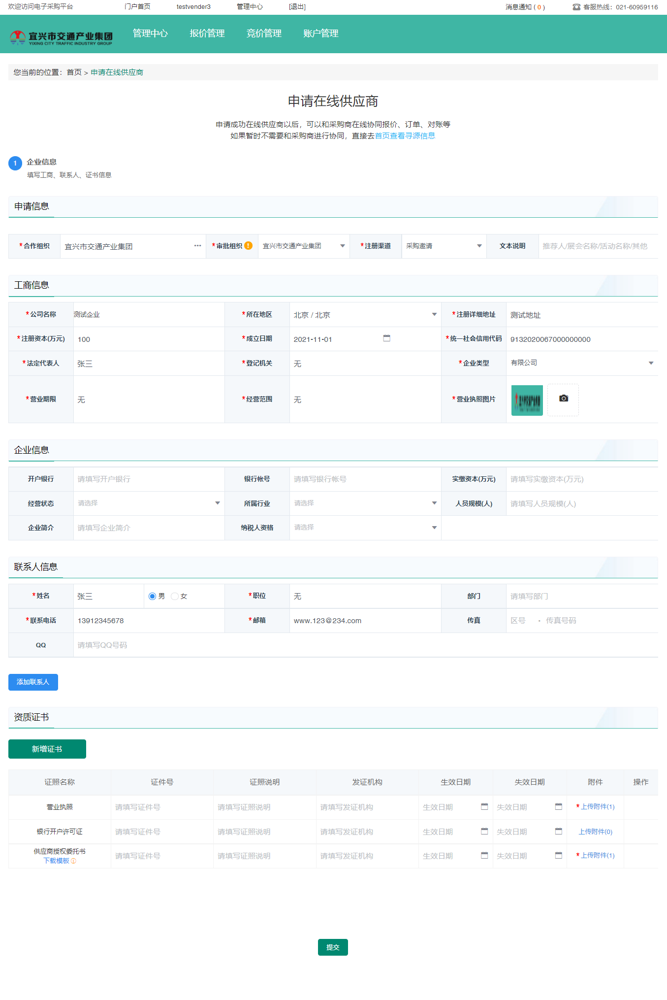 欢迎访问电子采购平台 门户首页 testvender3 管理中心 [退出] 消息通知 ( 0 ) 客服热线：021-60959116
宜兴市交通产业集团 管理中心 报价管理 竞价管理 账户管理
YIXING CITY TRAFFIC INDUSTRY GROUP
您当前的位置：首页 > 申请在线供应商
申请在线供应商
申请成功在线供应商以后，可以和采购商在线协同报价、订单、对账等
如果暂时不需要和采购商进行协同，直接去首页查看寻源信息
1 企业信息
填写工商、联系人、证书信息
申请信息
*合作组织 宜兴市交通产业集团 ··· *审批组织 ! 宜兴市交通产业集团 *注册渠道 采购邀请 文本说明 推荐人/展会名称/活动名称/其他
工商信息
*公司名称 测试企业 *所在地区 北京 / 北京 *注册详细地址 测试地址
*注册资本(万元) 100 *成立日期 2021-11-01 *统一社会信用代码 9132020067000000000
*法定代表人 张三 *登记机关 无 *企业类型 有限公司
*营业期限 无 *经营范围 无 *营业执照图片
企业信息
开户银行 请填写开户银行 银行帐号 请填写银行帐号 实缴资本(万元) 请填写实缴资本(万元)
经营状态 请选择 所属行业 请选择 人员规模(人) 请填写人员规模(人)
企业简介 请填写企业简介 纳税人资格 请选择
联系人信息
*姓名 张三 男 女 *职位 无 部门 请填写部门
*联系电话 13912345678 *邮箱 www.123@234.com 传真 区号 - 传真号码
QQ 请填写QQ号码
添加联系人
资质证书
新增证书
证照名称 证件号 证照说明 发证机构 生效日期 失效日期 附件 操作
营业执照 请填写证件号 请填写证照说明 请填写发证机构 生效日期 失效日期 *上传附件(1)
银行开户许可证 请填写证件号 请填写证照说明 请填写发证机构 生效日期 失效日期 上传附件(0)
供应商授权委托书 请填写证件号 请填写证照说明 请填写发证机构 生效日期 失效日期 *上传附件(1)
下载模板
提交